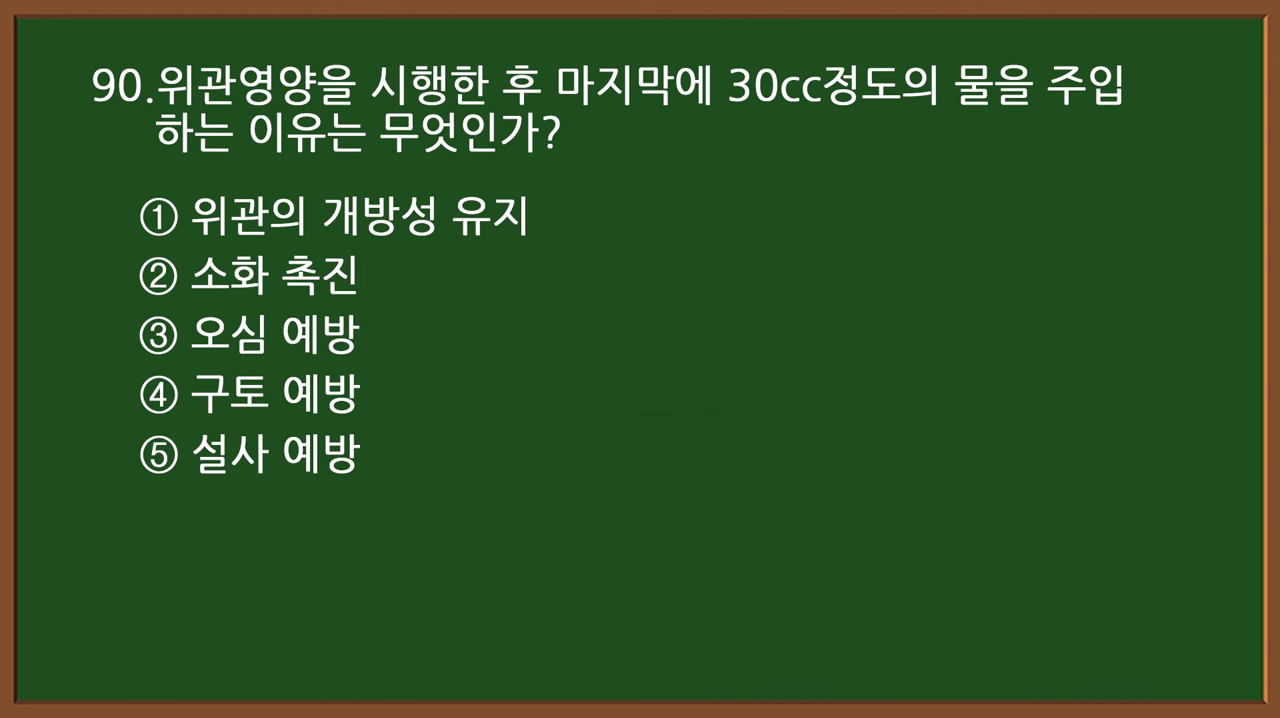 90.위관영양을 시행한 후 마지막에 30cc정도의 물을 주입
하는 이유는 무엇인가?
① 위관의 개방성 유지
② 소화 촉진
③ 오심 예방
④ 구토 예방
⑤ 설사 예방